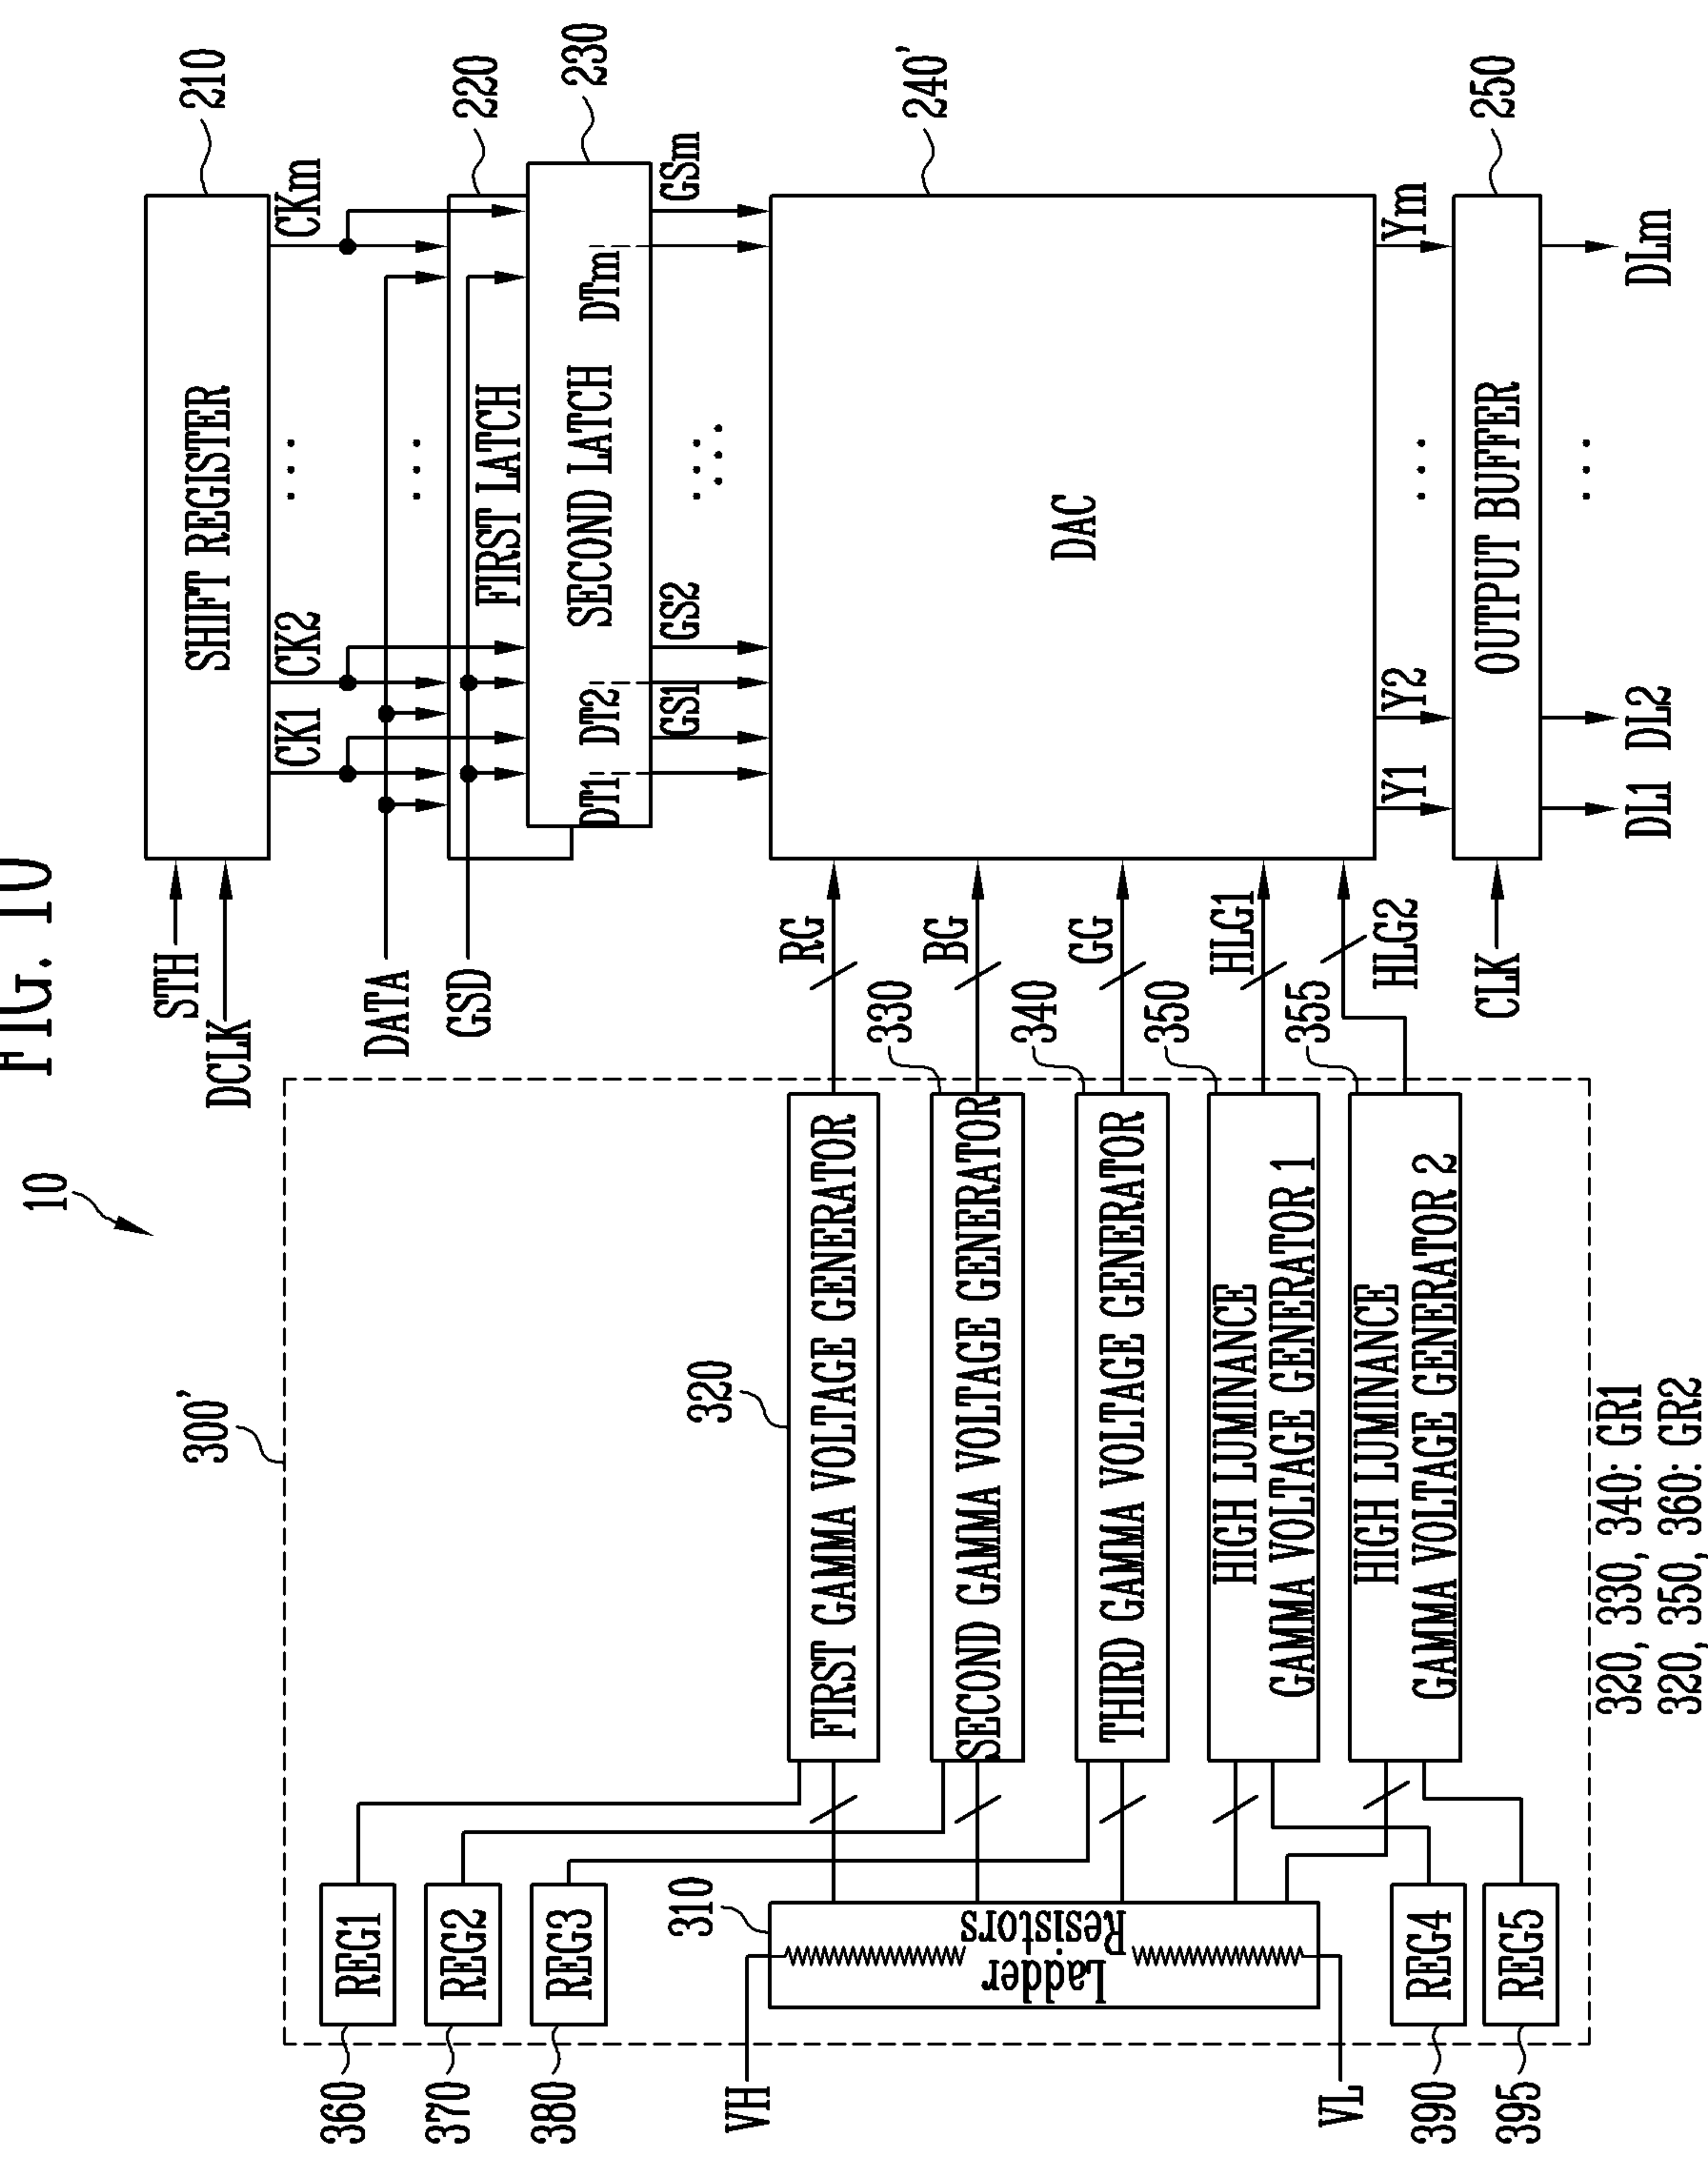 FIG. 10
10
300'
360
REG1
370
REG2
380
REG3
310
Ladder
Resistors
VH
VL
390
REG4
395
REG5
320
FIRST GAMMA VOLTAGE GENERATOR
330
SECOND GAMMA VOLTAGE GENERATOR
340
THIRD GAMMA VOLTAGE GENERATOR
350
HIGH LUMINANCE
GAMMA VOLTAGE GENERATOR 1
355
HIGH LUMINANCE
GAMMA VOLTAGE GENERATOR 2
RG
BG
GG
HLG1
HLG2
STH
DCLK
SHIFT REGISTER
210
CK1
CK2
...
CKm
DATA
GSD
...
220
FIRST LATCH
230
SECOND LATCH
DT1
DT2
DTm
GS1
GS2
...
...
GSm
DAC
240'
Y1
Y2
...
Ym
CLK
OUTPUT BUFFER
250
DL1
DL2
...
DLm
320, 330, 340: GR1
320, 350, 360: GR2